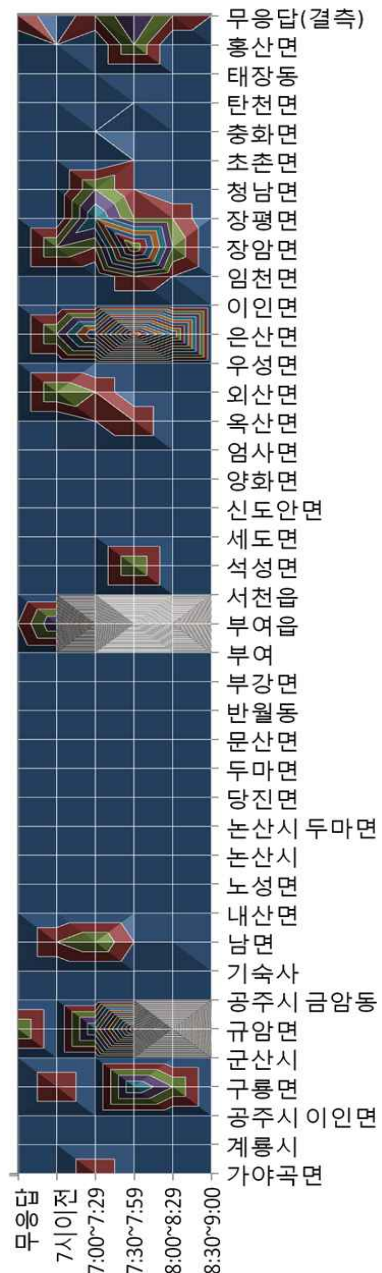 무응답(결측)
홍산면
태장동
탄천면
충화면
초촌면
청남면
장평면
장암면
임천면
이인면
은산면
우성면
외산면
옥산면
엄사면
양화면
신도안면
세도면
석성면
서천읍
부여읍
부여
부강면
반월동
문산면
두마면
당진면
논산시 두마면
논산시
노성면
내산면
남면
기숙사
공주시 금암동
규암면
군산시
구룡면
공주시 이인면
계룡시
가야곡면
무응답
7시이전
7:00~7:29
7:30~7:59
8:00~8:29
8:30~9:00